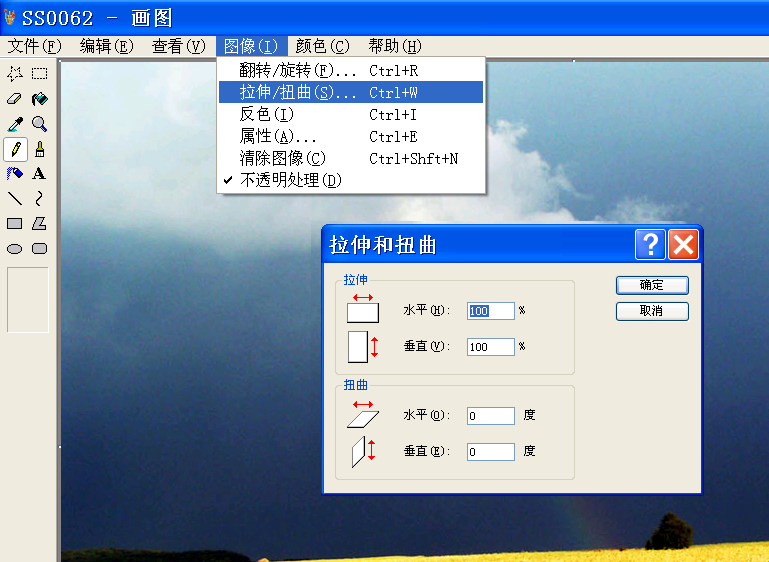 SS0062 - 画图
文件(F) 编辑(E) 查看(V) 图像(I) 颜色(C) 帮助(H)
翻转/旋转(F)... Ctrl+R
拉伸/扭曲(S)... Ctrl+W
反色(I) Ctrl+I
属性(A)... Ctrl+E
清除图像(C) Ctrl+Shft+N
✓ 不透明处理(D)
A
拉伸和扭曲 ?
拉伸
水平(H): 100 %
垂直(V): 100 %
扭曲
水平(O): 0 度
垂直(E): 0 度
确定
取消